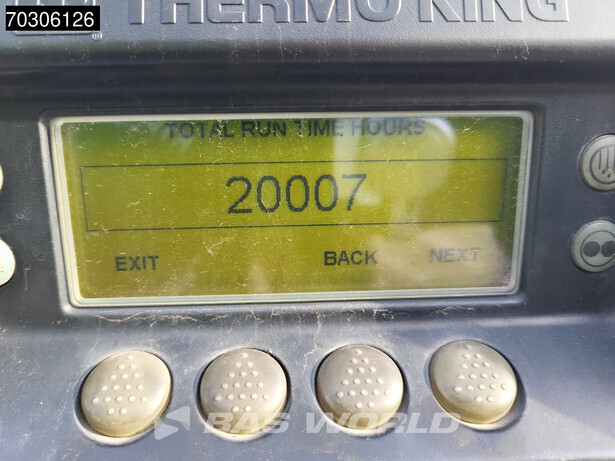 70306126
THERMO KING
®
TOTAL RUN TIME HOURS
20007
EXIT BACK NEXT
BAS WORLD